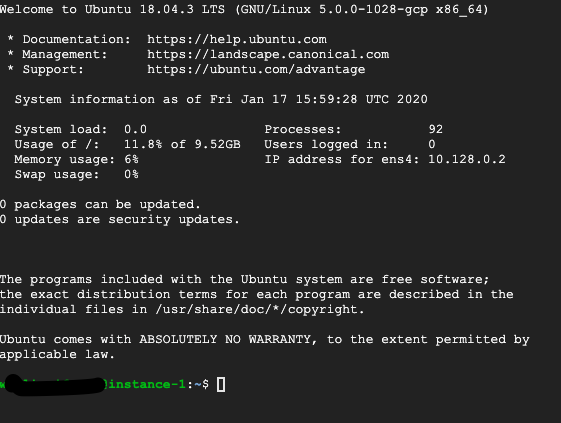 Welcome to Ubuntu 18.04.3 LTS (GNU/Linux 5.0.0-1028-gcp x86_64)
* Documentation: https://help.ubuntu.com
* Management: https://landscape.canonical.com
* Support: https://ubuntu.com/advantage
System information as of Fri Jan 17 15:59:28 UTC 2020
System load: 0.0 Processes: 92
Usage of /: 11.8% of 9.52GB Users logged in: 0
Memory usage: 6% IP address for ens4: 10.128.0.2
Swap usage: 0%
0 packages can be updated.
0 updates are security updates.
The programs included with the Ubuntu system are free software;
the exact distribution terms for each program are described in the
individual files in /usr/share/doc/*/copyright.
Ubuntu comes with ABSOLUTELY NO WARRANTY, to the extent permitted by
applicable law.
@instance-1:~$